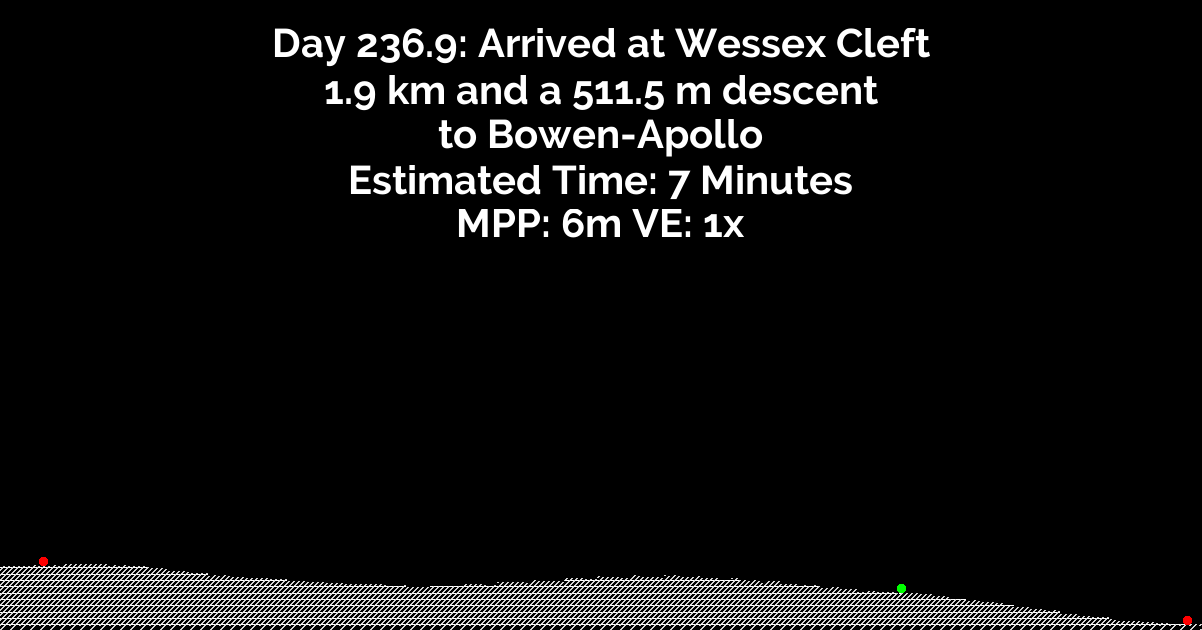 Day 236.9: Arrived at Wessex Cleft
1.9 km and a 511.5 m descent
to Bowen-Apollo
Estimated Time: 7 Minutes
MPP: 6m VE: 1x